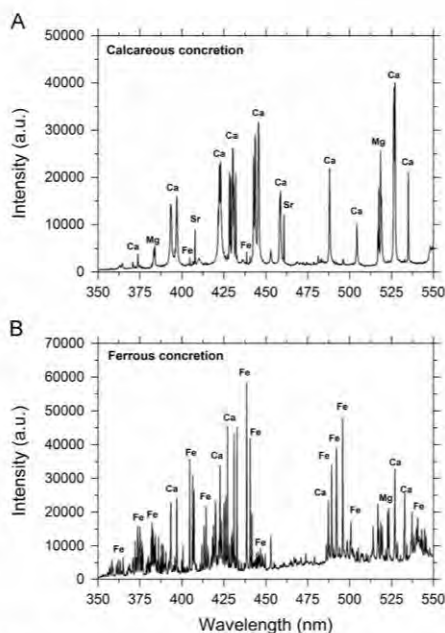 A
Calcareous concretion
Intensity (a.u.)
50000
40000
30000
20000
10000
0
Ca
Mg
Ca
Fe
Sr
Ca
Ca
Fe
Ca
Ca
Sr
Ca
Ca
Mg
Ca
Ca
350 375 400 425 450 475 500 525 550
B
Ferrous concretion
Intensity (a.u.)
70000
60000
50000
40000
30000
20000
10000
0
Fe
Fe
Fe
Ca
Fe
Fe
Ca
Ca
Fe
Fe
Fe
Ca
Fe
Fe
Fe
Fe
Mg
Ca
Ca
Fe
350 375 400 425 450 475 500 525 550
Wavelength (nm)